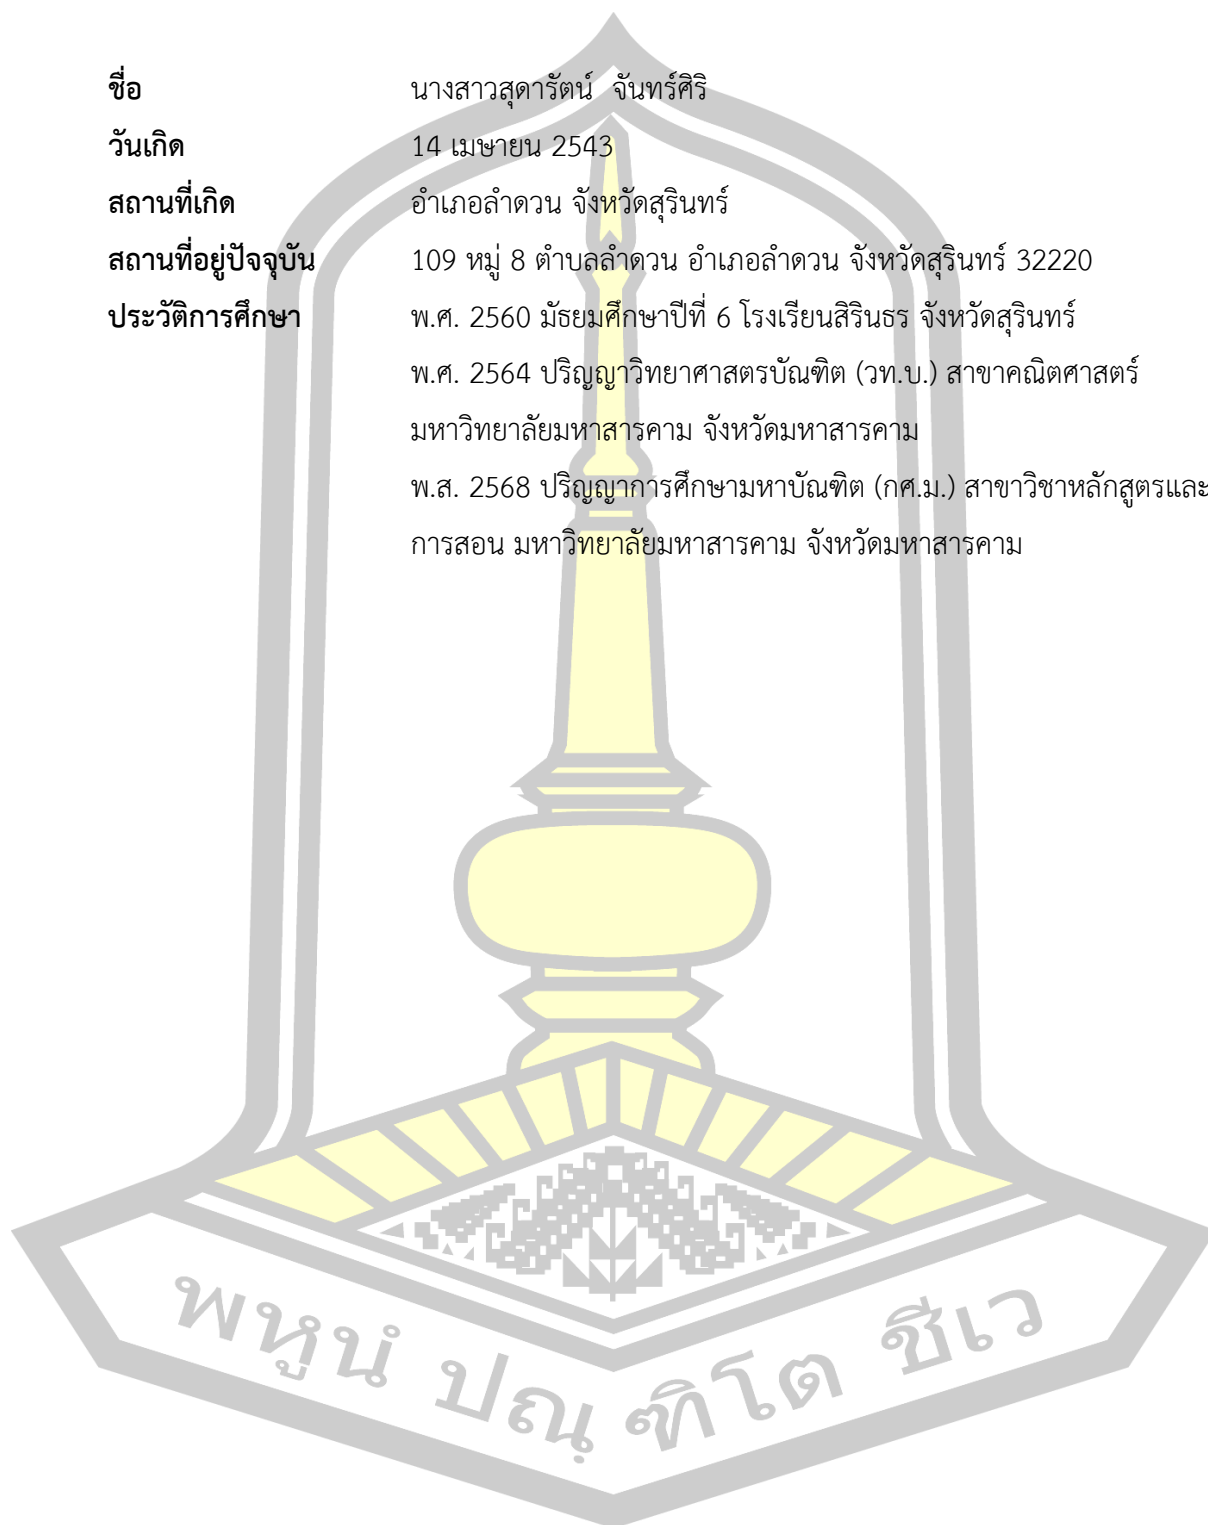 ชื่อ นางสาวสุดารัตน์ จันทร์ศิริ
วันเกิด 14 เมษายน 2543
สถานที่เกิด อำเภอลำดวน จังหวัดสุรินทร์
สถานที่อยู่ปัจจุบัน 109 หมู่ 8 ตำบลลำดวน อำเภอลำดวน จังหวัดสุรินทร์ 32220
ประวัติการศึกษา พ.ศ. 2560 มัธยมศึกษาปีที่ 6 โรงเรียนสิรินธร จังหวัดสุรินทร์
พ.ศ. 2564 ปริญญาวิทยาศาสตรบัณฑิต (วท.บ.) สาขาคณิตศาสตร์
มหาวิทยาลัยมหาสารคาม จังหวัดมหาสารคาม
พ.ส. 2568 ปริญญาการศึกษามหาบัณฑิต (กศ.ม.) สาขาวิชาหลักสูตรและ
การสอน มหาวิทยาลัยมหาสารคาม จังหวัดมหาสารคาม
พหูนํ ปณฺ ฑิโต ชีเว